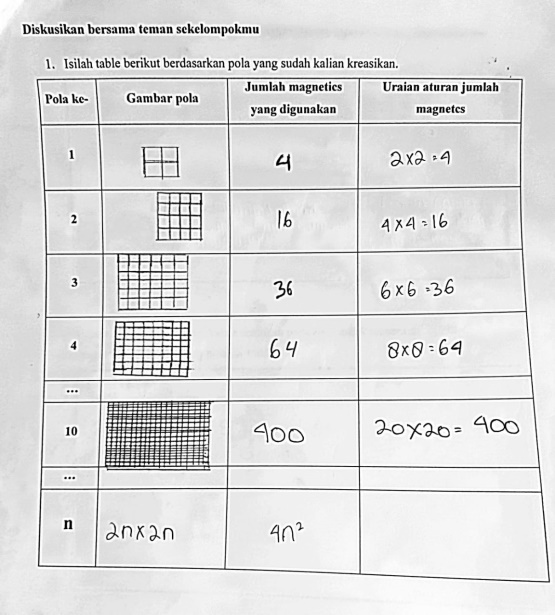 Diskusikan bersama teman sekelompokmu
1. Isilah table berikut berdasarkan pola yang sudah kalian kreasikan.
Pola ke- Gambar pola Jumlah magnetics yang digunakan Uraian aturan jumlah magnetcs
1 4 2x2=4
2 16 4x4=16
3 36 6x6=36
4 64 8x8=64
...
10 400 20x20=400
...
n 2nx2n 4n²